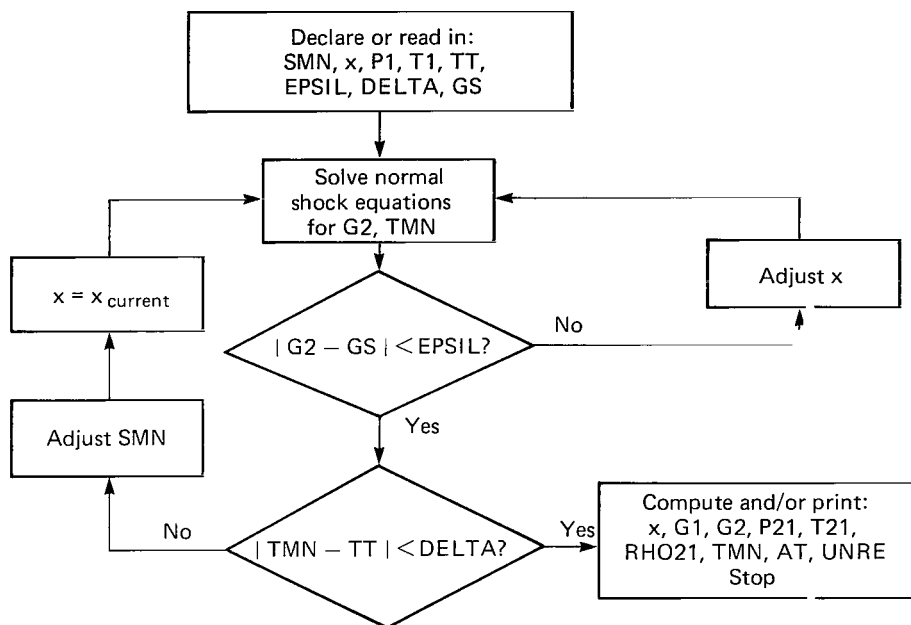 Declare or read in:
SMN, x, P1, T1, TT,
EPSIL, DELTA, GS
Solve normal
shock equations
for G2, TMN
x = x current
Adjust x
| G2 – GS | < EPSIL?
No
Yes
Adjust SMN
| TMN – TT | < DELTA?
No
Yes
Compute and/or print:
x, G1, G2, P21, T21,
RHO21, TMN, AT, UNRE
Stop